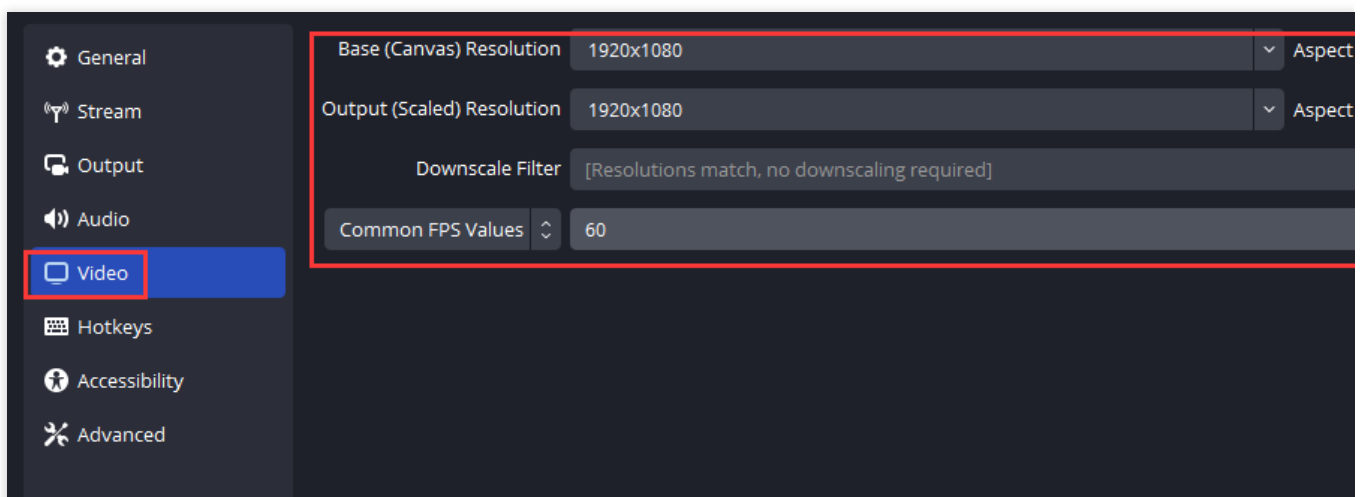 General
Stream
Output
Audio
Video
Hotkeys
Accessibility
Advanced
Base (Canvas) Resolution 1920x1080 Aspect
Output (Scaled) Resolution 1920x1080 Aspect
Downscale Filter [Resolutions match, no downscaling required]
Common FPS Values 60